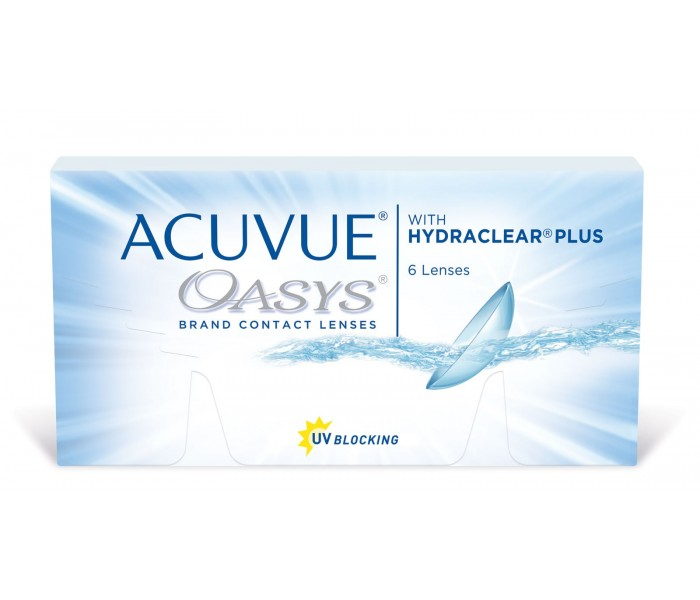 ACUVUE®
OASYS®
BRAND CONTACT LENSES
WITH
HYDRACLEAR® PLUS
6 Lenses
UV BLOCKING